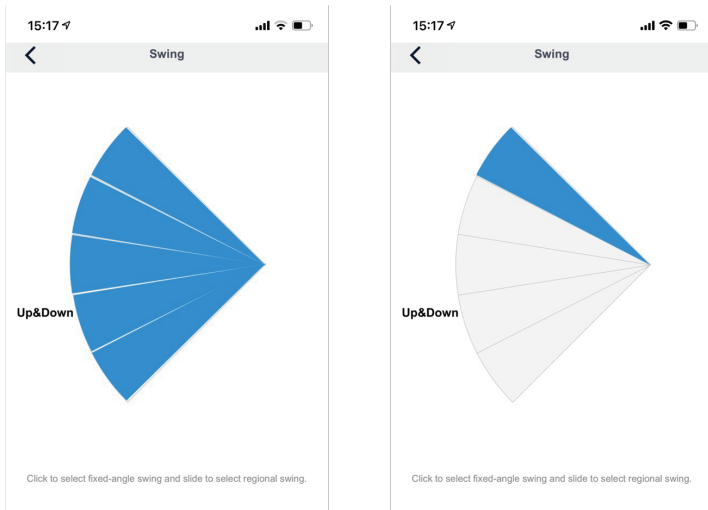 15:17
Swing
Up&Down
Click to select fixed-angle swing and slide to select regional swing.
15:17
Swing
Up&Down
Click to select fixed-angle swing and slide to select regional swing.